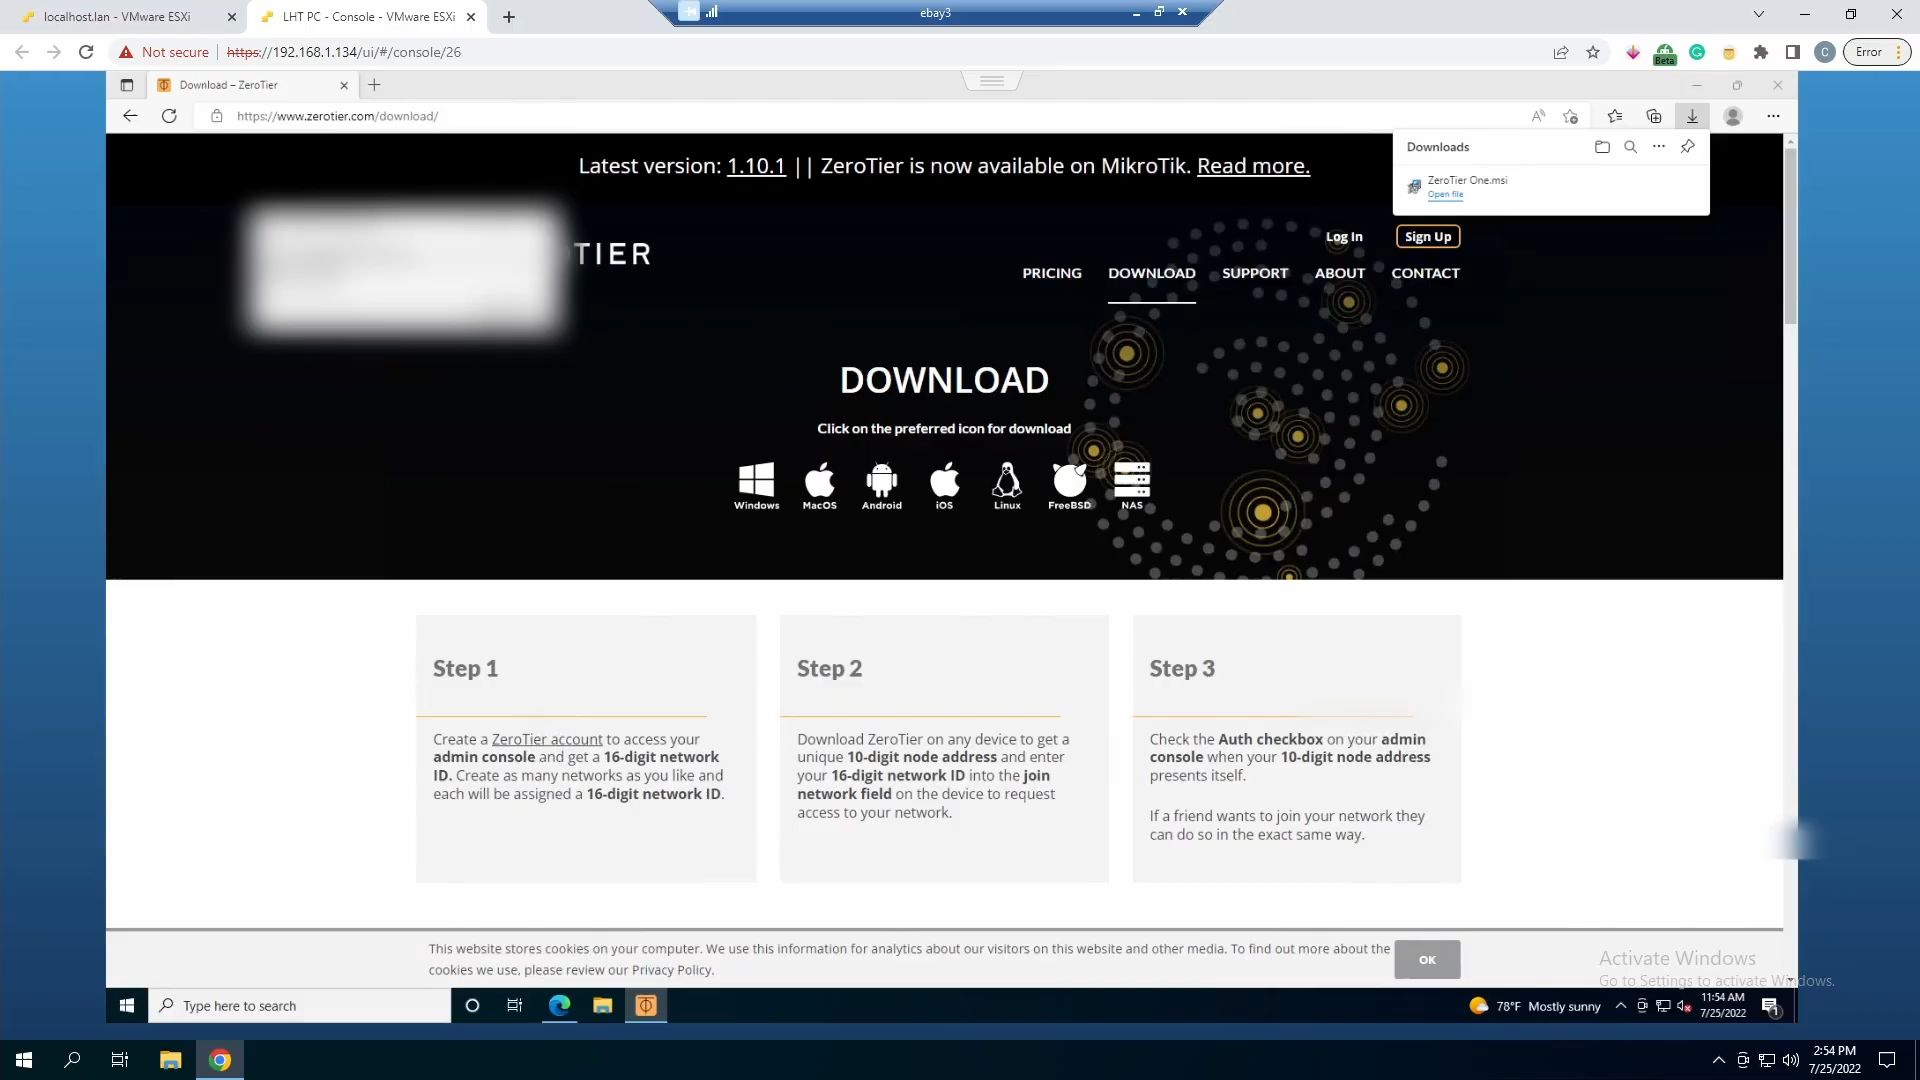 localhost.lan - VMware ESXi
LHT PC - Console - VMware ESXi
ebay3
Not secure
https://192.168.1.134/ui/#/console/26
Beta
C
Error
Download – ZeroTier
https://www.zerotier.com/download/
Downloads
ZeroTier One.msi
Open file
Latest version: 1.10.1 || ZeroTier is now available on MikroTik. Read more.
TIER
Log In
Sign Up
PRICING
DOWNLOAD
SUPPORT
ABOUT
CONTACT
DOWNLOAD
Click on the preferred icon for download
Windows
MacOS
Android
iOS
Linux
FreeBSD
NAS
Step 1
Create a ZeroTier account to access your
admin console and get a 16-digit network
ID. Create as many networks as you like and
each will be assigned a 16-digit network ID.
Step 2
Download ZeroTier on any device to get a
unique 10-digit node address and enter
your 16-digit network ID into the join
network field on the device to request
access to your network.
Step 3
Check the Auth checkbox on your admin
console when your 10-digit node address
presents itself.
If a friend wants to join your network they
can do so in the exact same way.
This website stores cookies on your computer. We use this information for analytics about our visitors on this website and other media. To find out more about the
cookies we use, please review our Privacy Policy.
OK
Activate Windows
Go to Settings to activate Windows.
Type here to search
78°F Mostly sunny
11:54 AM
7/25/2022
1
2:54 PM
7/25/2022